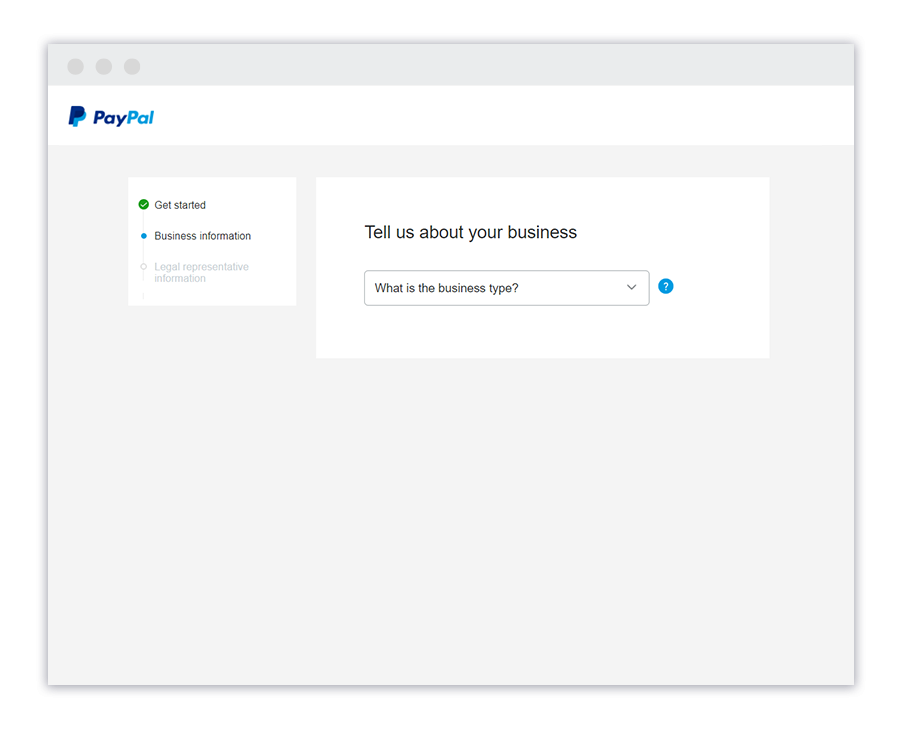 PayPal
Get started
Business information
Legal representative
information
Tell us about your business
What is the business type?
?